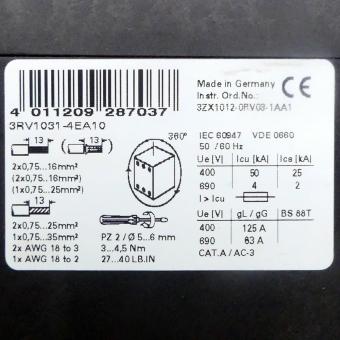 Made in Germany
Instr. Ord.No.:
3ZX1012-0RV03-1AA1
CE
4 011209 287037
3RV1031-4EA10
13
( 13 )
360°
2x0,75...16mm²
(2x0,75...16mm²)
(1x0,75...25mm²)
13
2x0,75...25mm²
1x0,75...35mm²
2x AWG 18 to 3
1x AWG 18 to 2
PZ 2 / Ø 5...6 mm
3...4,5 Nm
27...40 LB.IN
IEC 60947 VDE 0660
50 / 60 Hz
Ue [V] Icu [kA] Ics [kA]
400 50 25
690 4 2
I > Icu
Ue [V] gL / gG BS 88T
400 125 A
690 63 A
CAT.A / AC-3